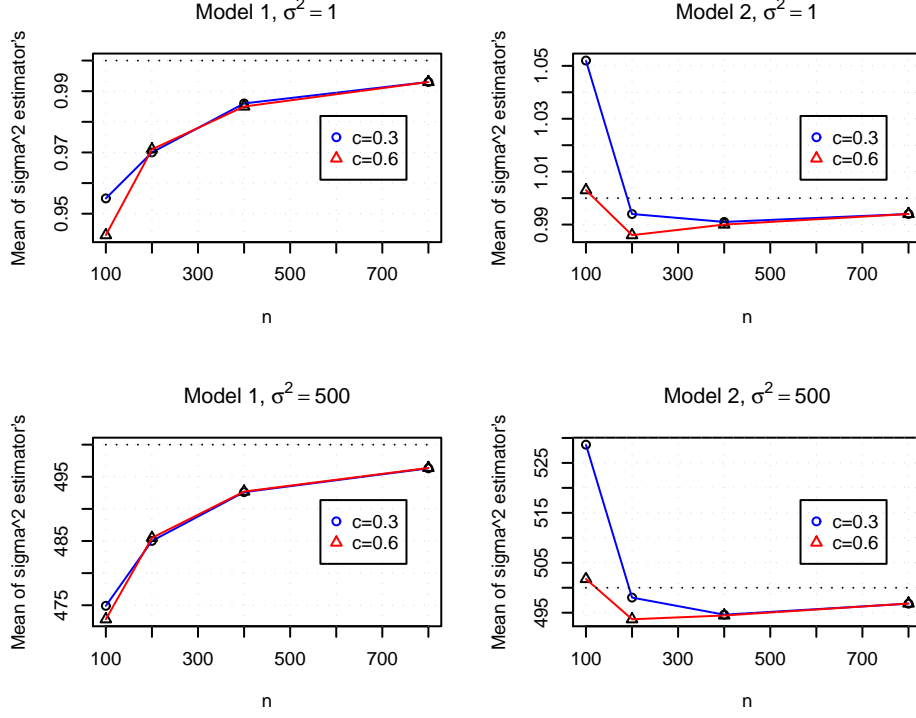 Model 1, σ² = 1
Mean of sigma^2 estimator's
0.95 0.97 0.99
c=0.3
c=0.6
100 300 500 700
n
Model 2, σ² = 1
Mean of sigma^2 estimator's
0.99 1.01 1.03 1.05
c=0.3
c=0.6
100 300 500 700
n
Model 1, σ² = 500
Mean of sigma^2 estimator's
475 485 495
c=0.3
c=0.6
100 300 500 700
n
Model 2, σ² = 500
Mean of sigma^2 estimator's
495 505 515 525
c=0.3
c=0.6
100 300 500 700
n